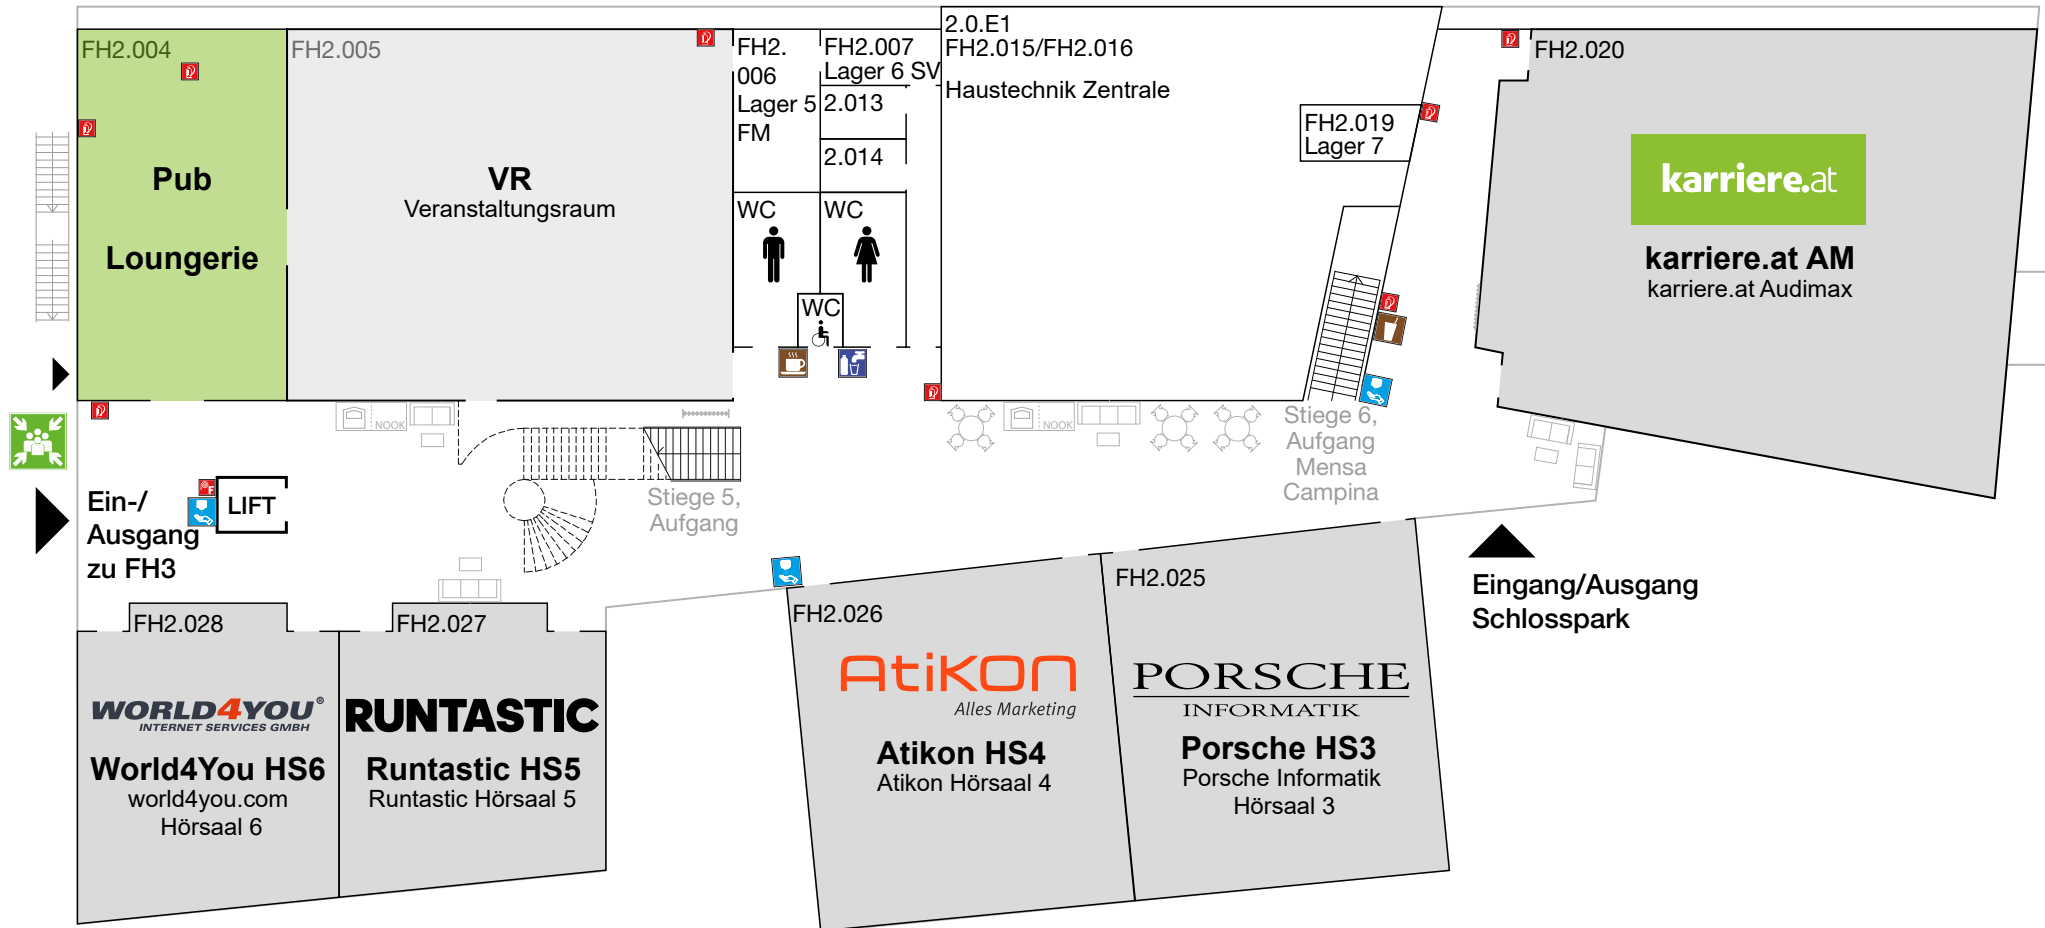 FH2.004
Pub
Loungerie
FH2.005
VR
Veranstaltungsraum
FH2.
006
Lager 5
FM
FH2.007
Lager 6 SV
2.013
2.014
WC
WC
WC
2.0.E1
FH2.015/FH2.016
Haustechnik Zentrale
FH2.019
Lager 7
FH2.020
karriere.at
karriere.at AM
karriere.at Audimax
NOOK
NOOK
Stiege 5,
Aufgang
Stiege 6,
Aufgang
Mensa
Campina
Ein-/
Ausgang
zu FH3
F
LIFT
Eingang/Ausgang
Schlosspark
FH2.028
WORLD4YOU®
INTERNET SERVICES GMBH
World4You HS6
world4you.com
Hörsaal 6
FH2.027
RUNTASTIC
Runtastic HS5
Runtastic Hörsaal 5
FH2.026
AtiKON
Alles Marketing
Atikon HS4
Atikon Hörsaal 4
FH2.025
PORSCHE
INFORMATIK
Porsche HS3
Porsche Informatik
Hörsaal 3